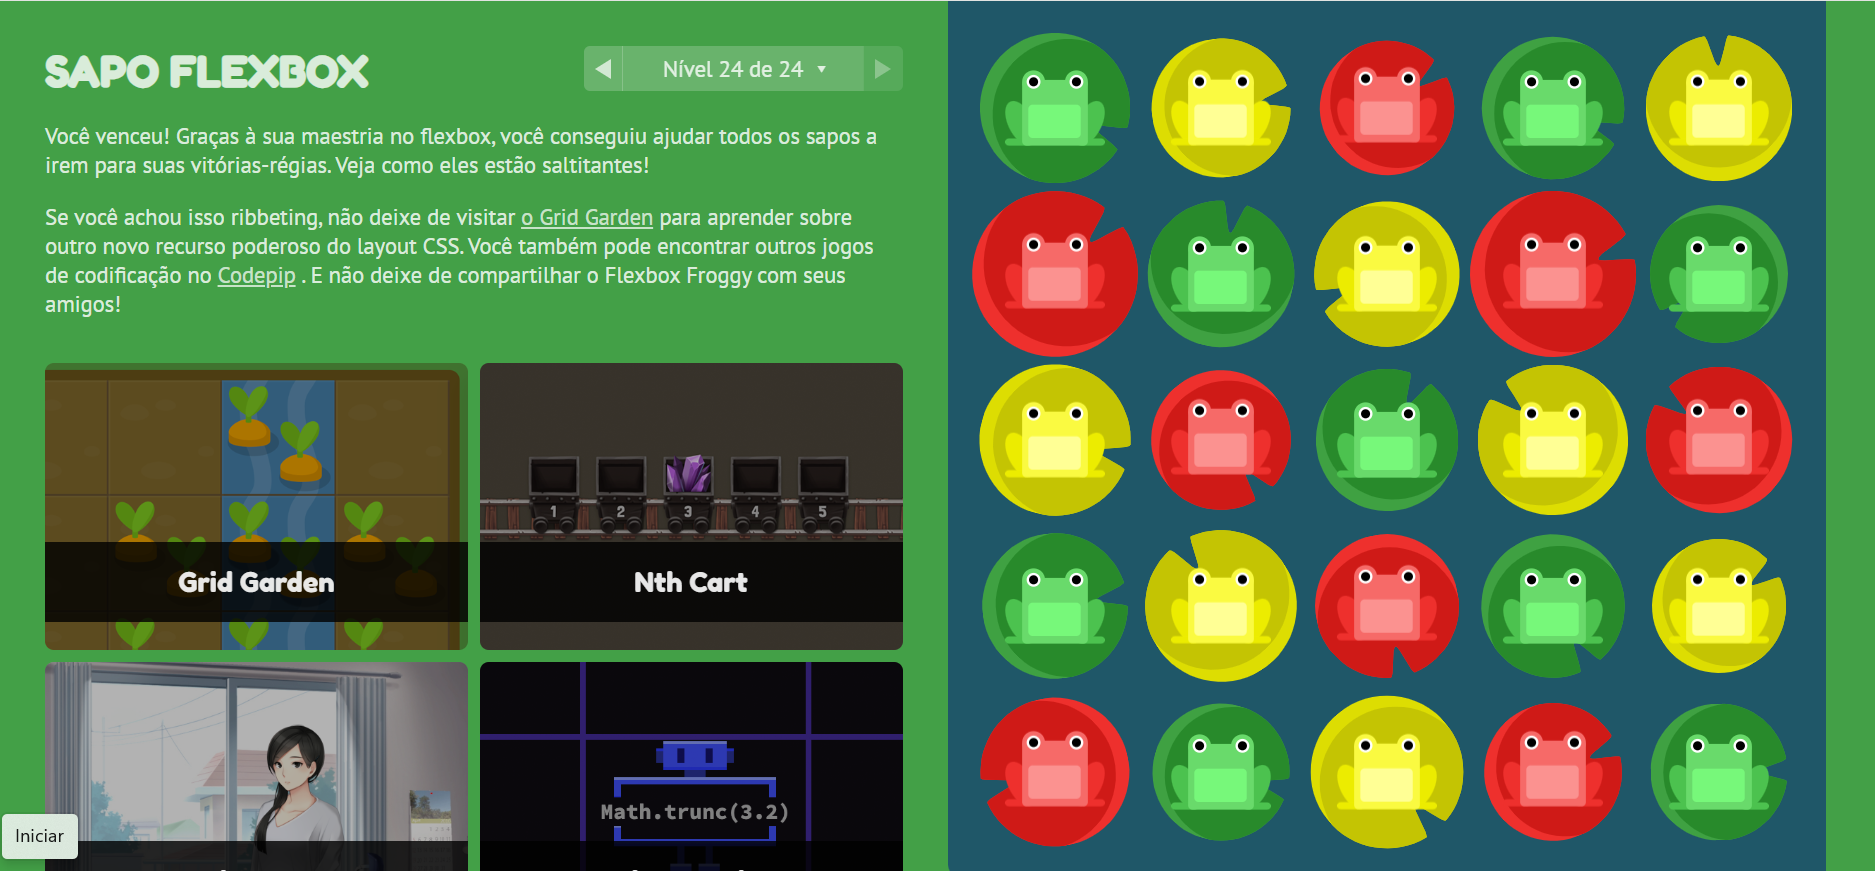 SAPO FLEXBOX
Nível 24 de 24
Você venceu! Graças à sua maestria no flexbox, você conseguiu ajudar todos os sapos a
irem para suas vitórias-régias. Veja como eles estão saltitantes!
Se você achou isso ribbeting, não deixe de visitar o Grid Garden para aprender sobre
outro novo recurso poderoso do layout CSS. Você também pode encontrar outros jogos
de codificação no Codepip . E não deixe de compartilhar o Flexbox Froggy com seus
amigos!
Grid Garden
1 2 3 4 5
Nth Cart
Math.trunc(3.2)
Iniciar